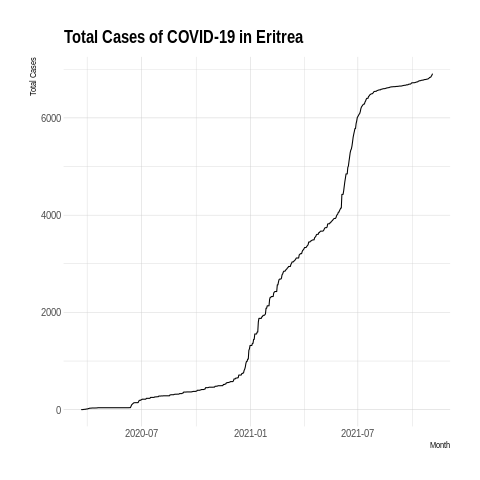 Total Cases of COVID-19 in Eritrea
Total Cases
6000
4000
2000
0
2020-07 2021-01 2021-07
Month